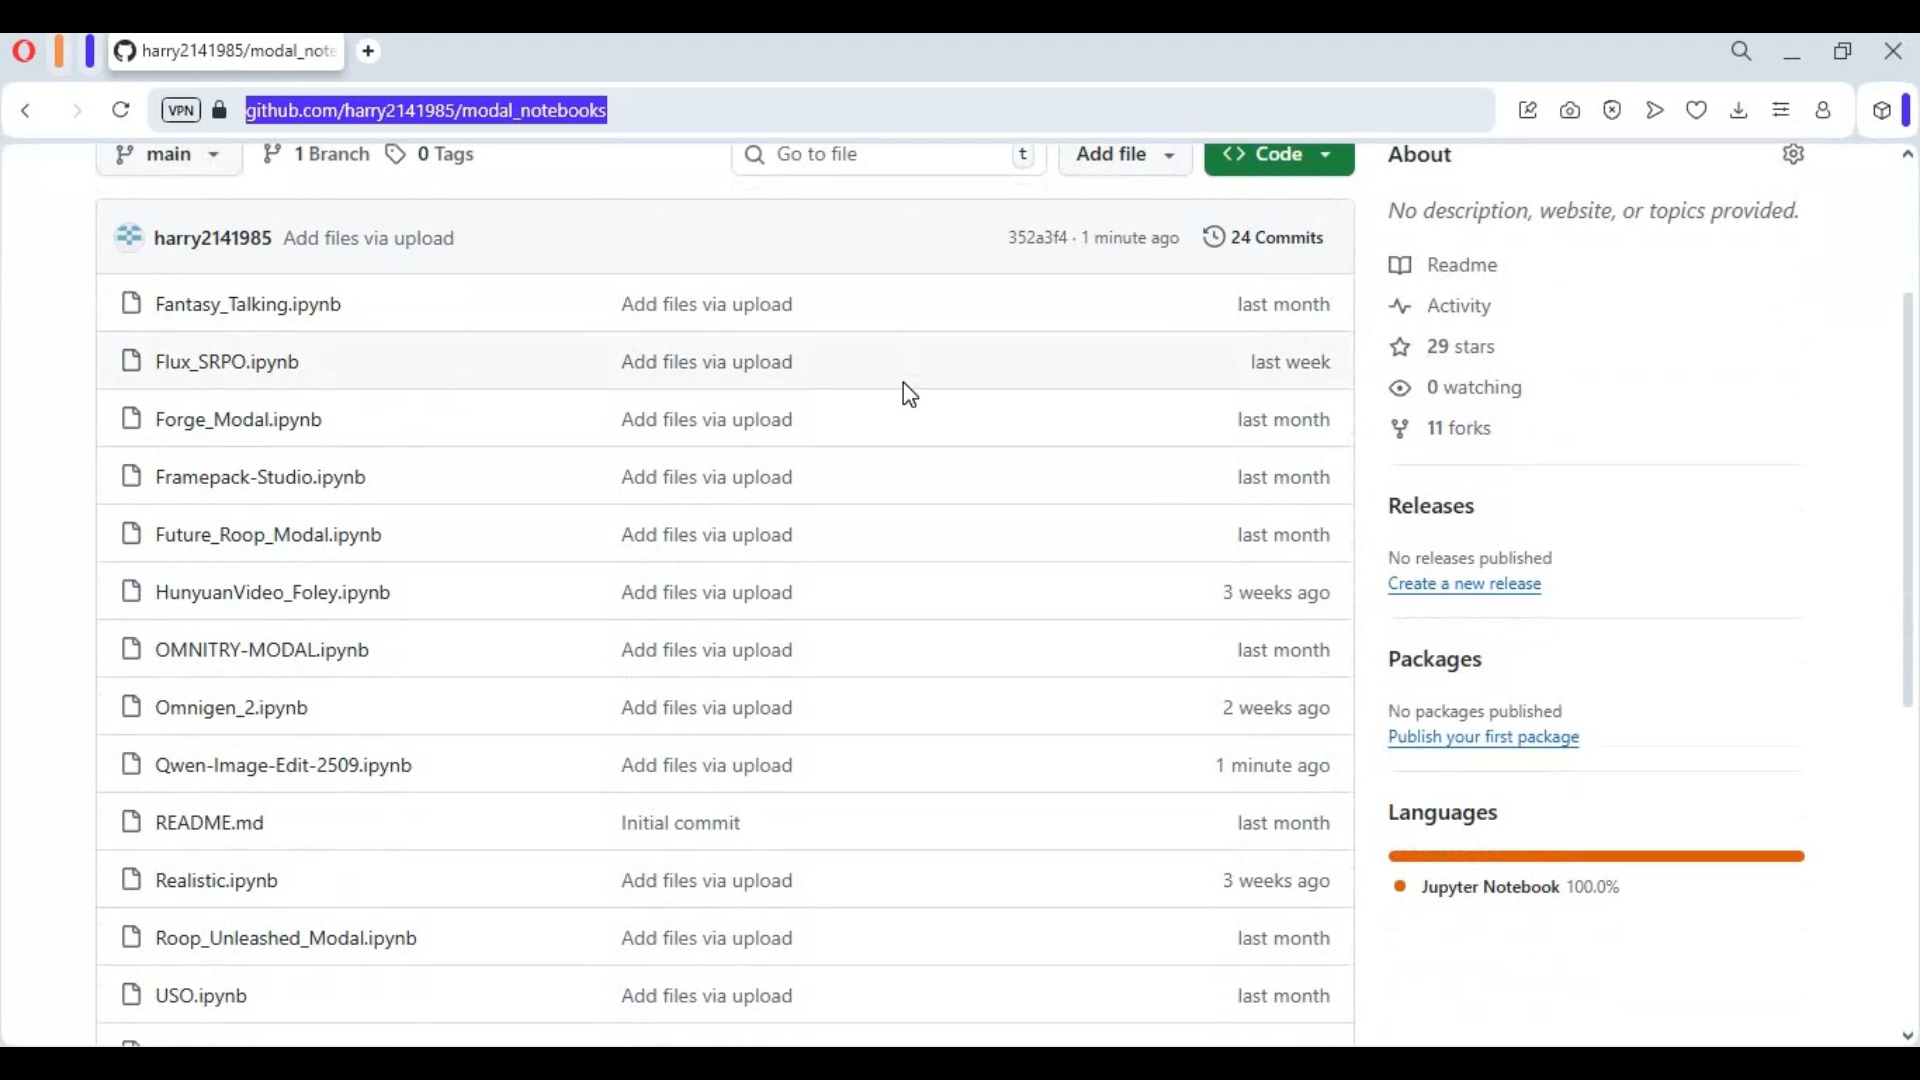 harry2141985/modal_note
VPN
github.com/harry2141985/modal_notebooks
main
1 Branch
0 Tags
Go to file
t
Add file
Code
About
No description, website, or topics provided.
harry2141985 Add files via upload 352a3f4 · 1 minute ago 24 Commits
Fantasy_Talking.ipynb Add files via upload last month
Flux_SRPO.ipynb Add files via upload last week
Forge_Modal.ipynb Add files via upload last month
Framepack-Studio.ipynb Add files via upload last month
Future_Roop_Modal.ipynb Add files via upload last month
HunyuanVideo_Foley.ipynb Add files via upload 3 weeks ago
OMNITRY-MODAL.ipynb Add files via upload last month
Omnigen_2.ipynb Add files via upload 2 weeks ago
Qwen-Image-Edit-2509.ipynb Add files via upload 1 minute ago
README.md Initial commit last month
Realistic.ipynb Add files via upload 3 weeks ago
Roop_Unleashed_Modal.ipynb Add files via upload last month
USO.ipynb Add files via upload last month
Readme
Activity
29 stars
0 watching
11 forks
Releases
No releases published
Create a new release
Packages
No packages published
Publish your first package
Languages
Jupyter Notebook 100.0%